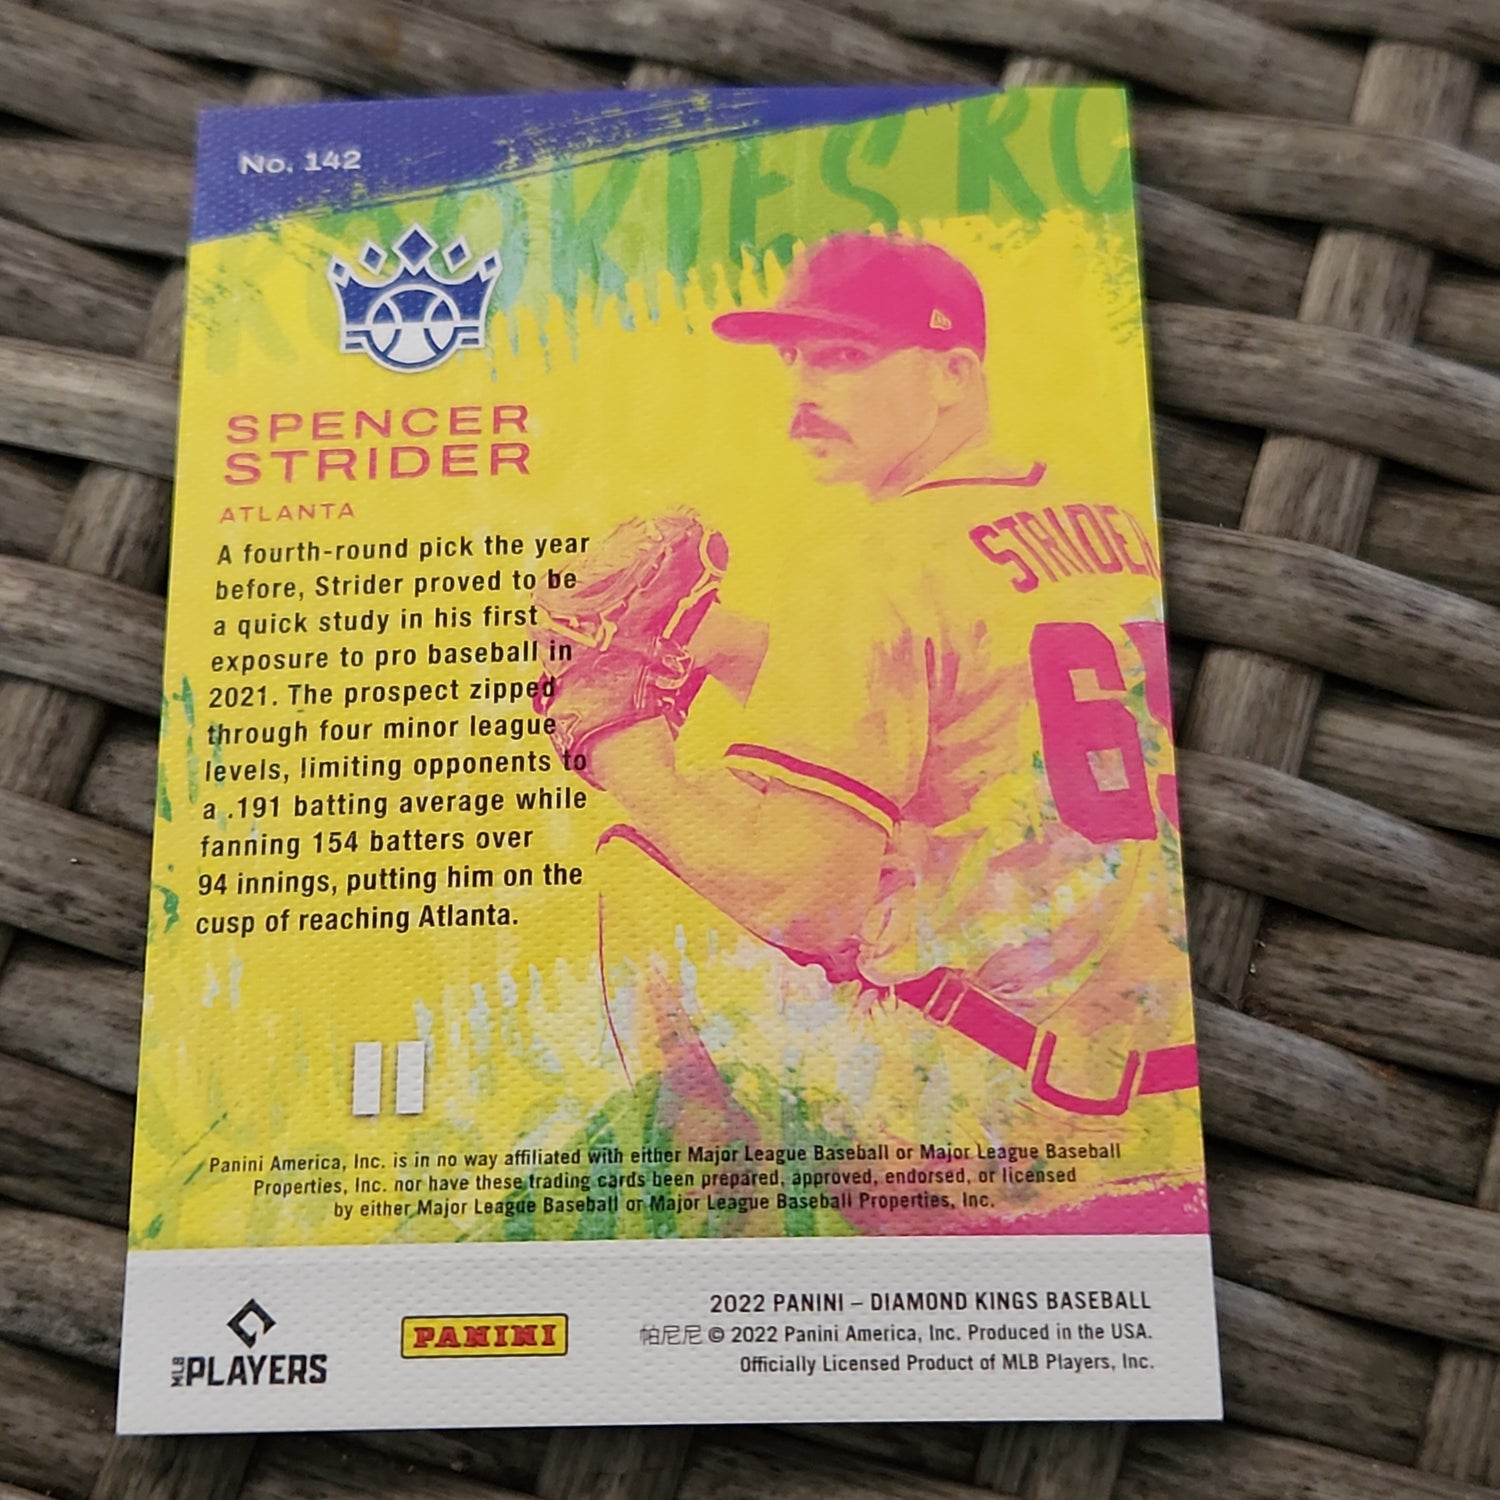 No. 142
ROOKIES RO
SPENCER
STRIDER
ATLANTA
A fourth-round pick the year
before, Strider proved to be
a quick study in his first
exposure to pro baseball in
2021. The prospect zipped
through four minor league
levels, limiting opponents to
a .191 batting average while
fanning 154 batters over
94 innings, putting him on the
cusp of reaching Atlanta.
STRIDER
65
Panini America, Inc. is in no way affiliated with either Major League Baseball or Major League Baseball
Properties, Inc. nor have these trading cards been prepared, approved, endorsed, or licensed
by either Major League Baseball or Major League Baseball Properties, Inc.
MLB PLAYERS
PANINI
2022 PANINI – DIAMOND KINGS BASEBALL
帕尼尼 © 2022 Panini America, Inc. Produced in the USA.
Officially Licensed Product of MLB Players, Inc.